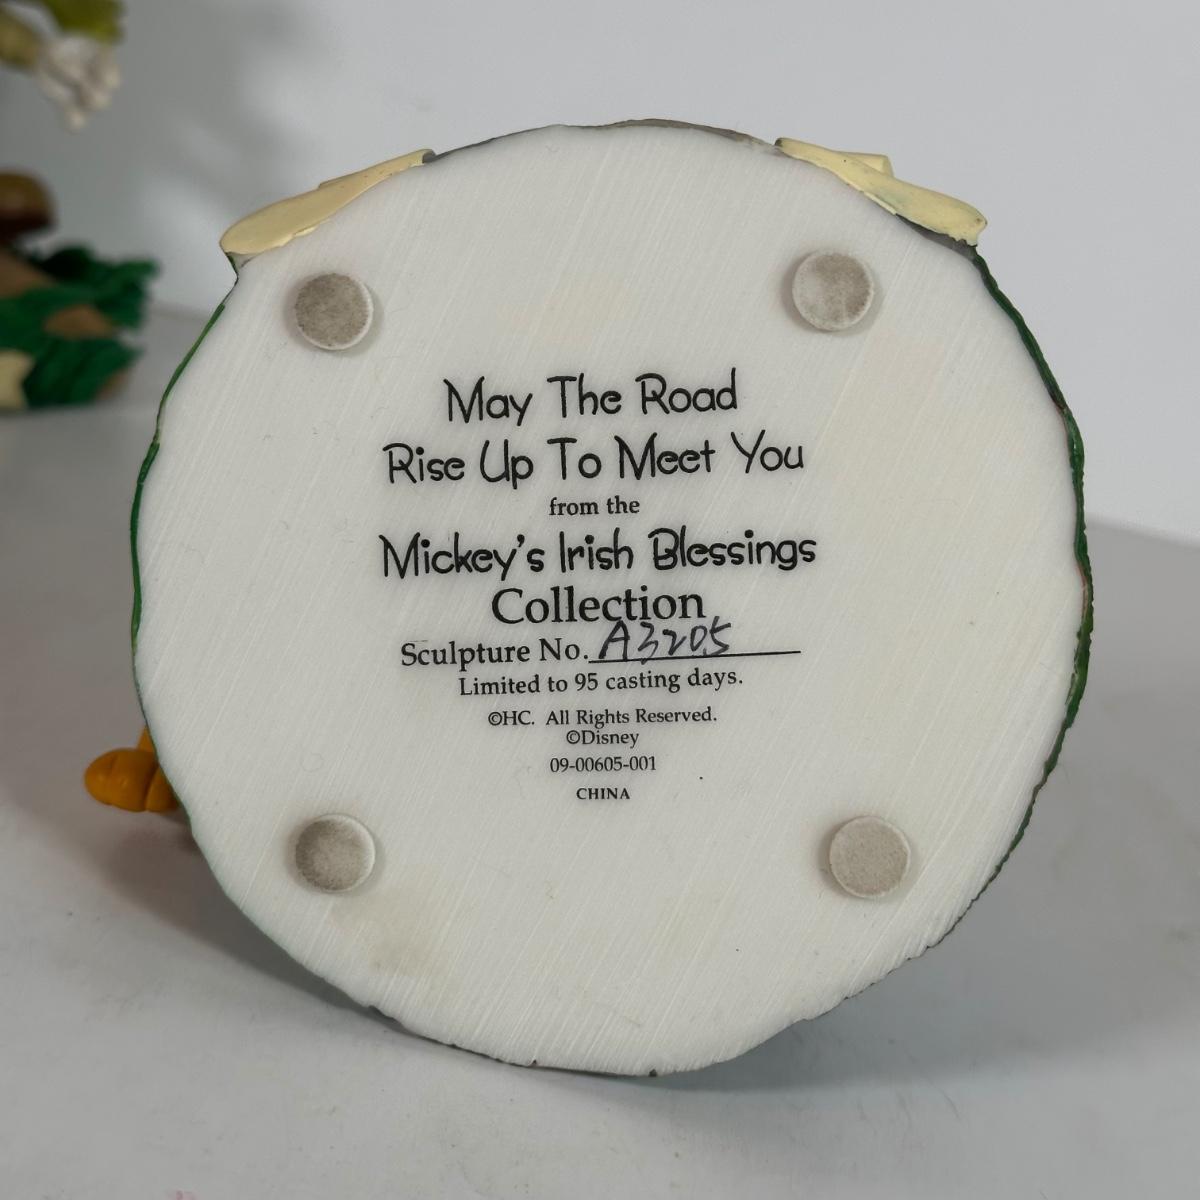 May The Road
Rise Up To Meet You
from the
Mickey's Irish Blessings
Collection
Sculpture No. A3205
Limited to 95 casting days.
©HC. All Rights Reserved.
©Disney
09-00605-001
CHINA